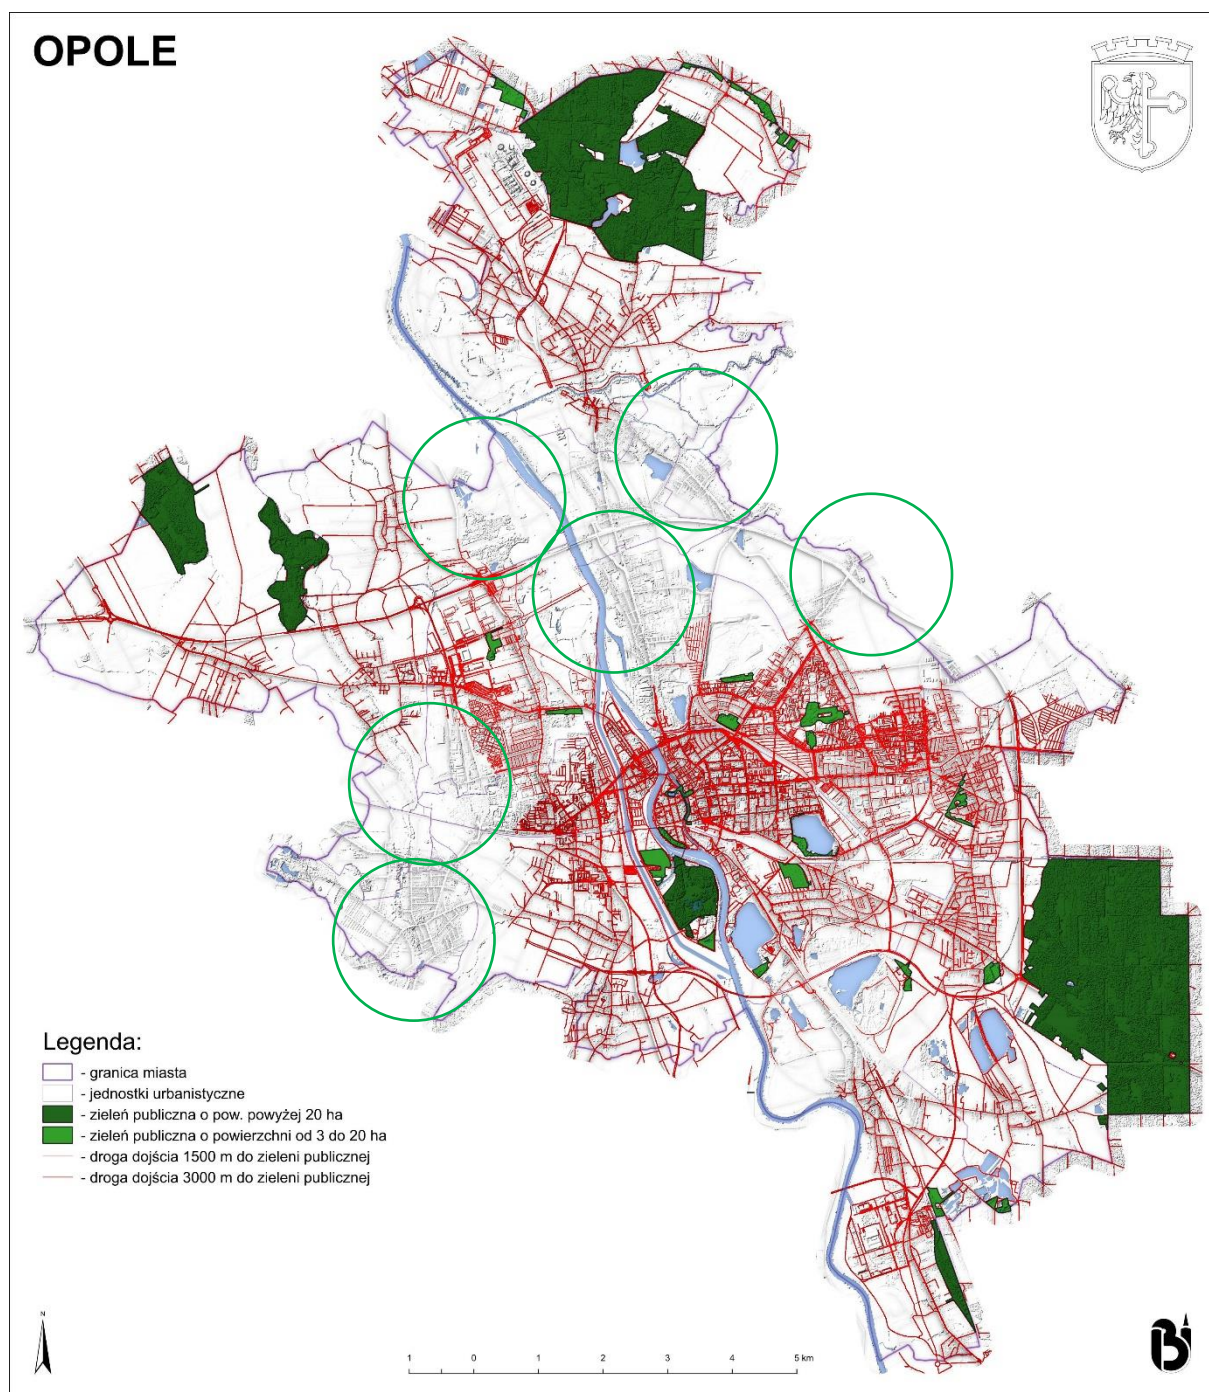 OPOLE
Legenda:
- granica miasta
- jednostki urbanistyczne
- zieleń publiczna o pow. powyżej 20 ha
- zieleń publiczna o powierzchni od 3 do 20 ha
- droga dojścia 1500 m do zieleni publicznej
- droga dojścia 3000 m do zieleni publicznej
N
1 0 1 2 3 4 5 km